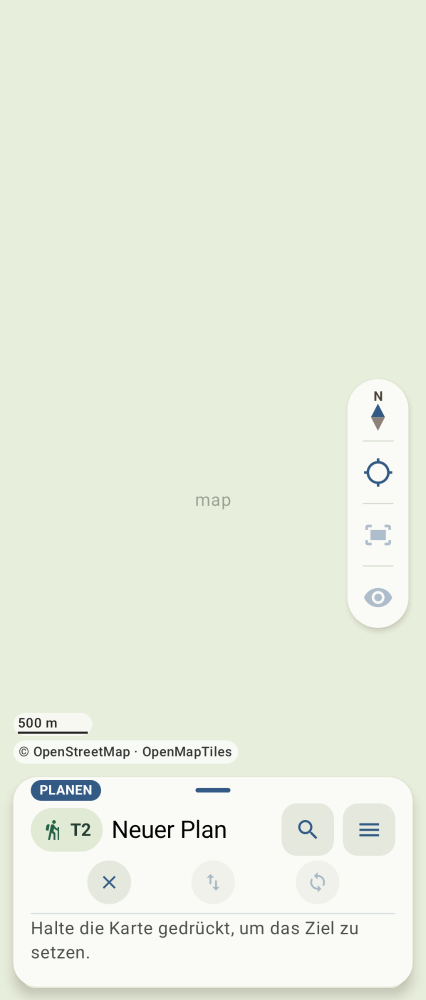 N
map
500 m
© OpenStreetMap · OpenMapTiles
PLANEN
T2 Neuer Plan
Halte die Karte gedrückt, um das Ziel zu
setzen.